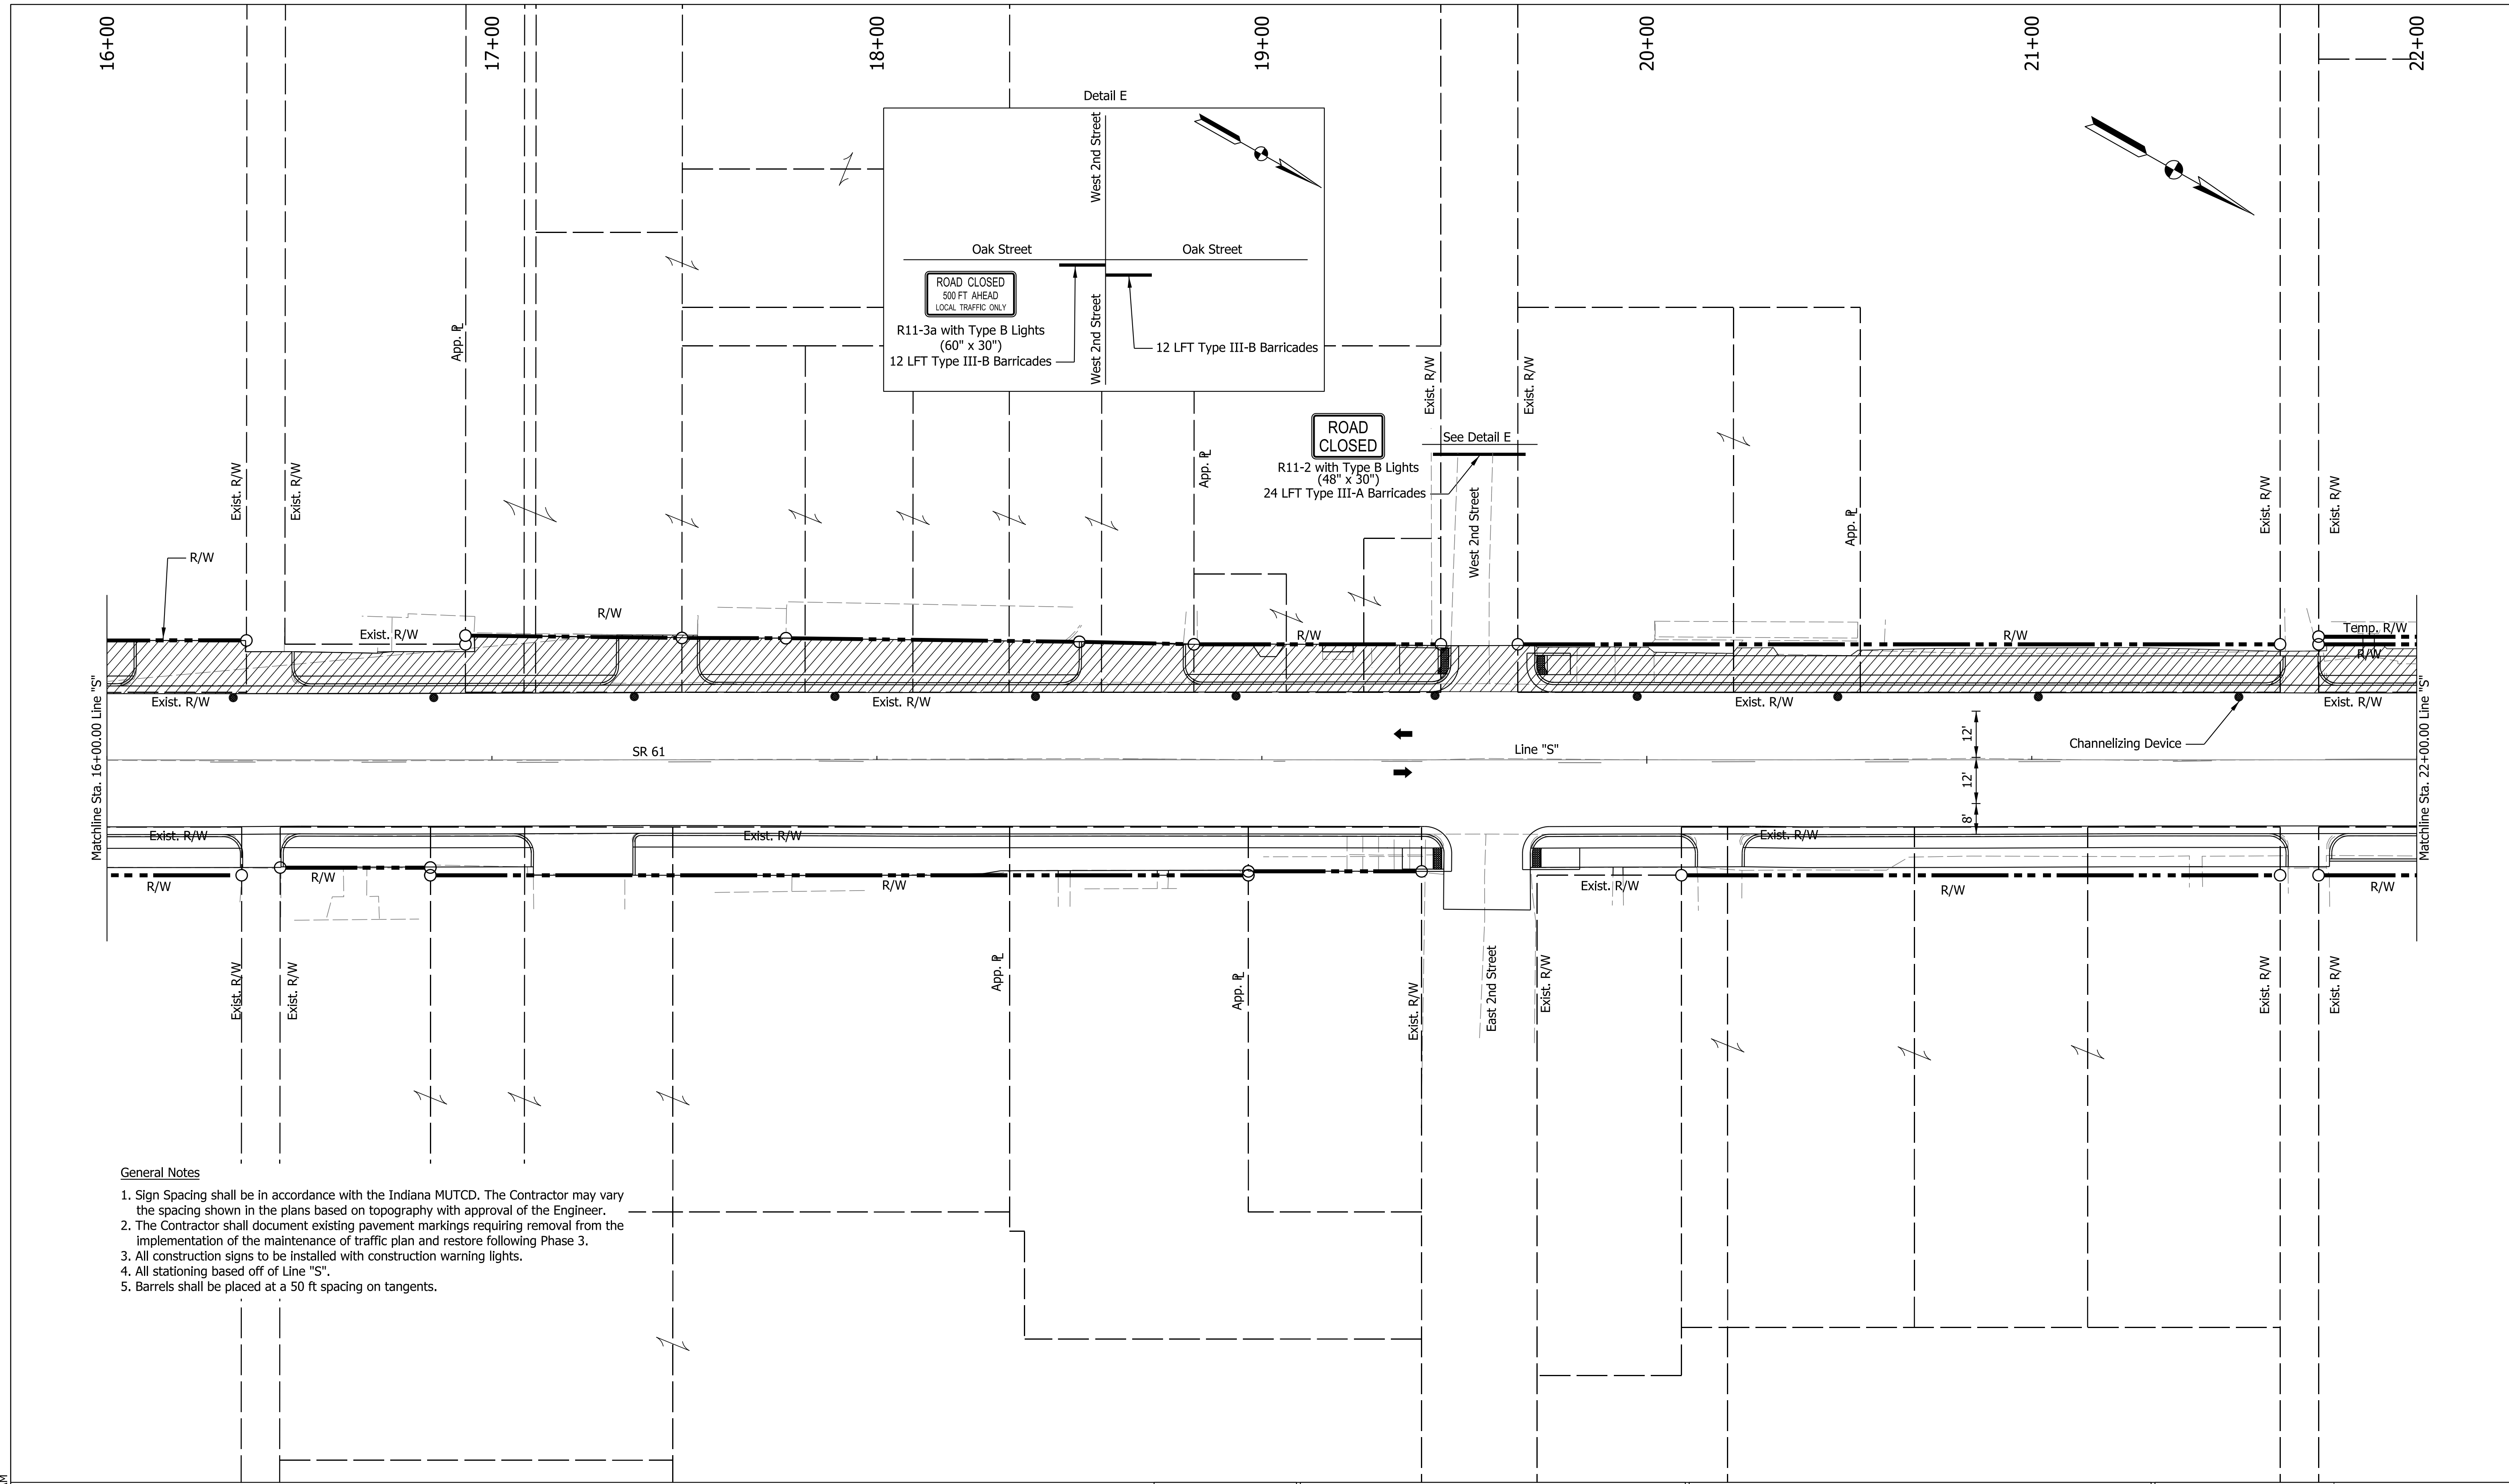 16+00
17+00
18+00
19+00
20+00
21+00
22+00
Detail E
West 2nd Street
Oak Street
Oak Street
ROAD CLOSED
500 FT AHEAD
LOCAL TRAFFIC ONLY
R11-3a with Type B Lights
(60" x 30")
12 LFT Type III-B Barricades
West 2nd Street
12 LFT Type III-B Barricades
App. PL
Exist. R/W
Exist. R/W
ROAD
CLOSED
R11-2 with Type B Lights
(48" x 30")
24 LFT Type III-A Barricades
See Detail E
Exist. R/W
Exist. R/W
App. PL
West 2nd Street
App. PL
Exist. R/W
Exist. R/W
R/W
R/W
Exist. R/W
R/W
R/W
Temp. R/W
R/W
Exist. R/W
Exist. R/W
Exist. R/W
Exist. R/W
Matchline Sta. 16+00.00 Line "S"
SR 61
Line "S"
12'
12'
8'
Channelizing Device
Matchline Sta. 22+00.00 Line "S"
Exist. R/W
Exist. R/W
Exist. R/W
R/W
R/W
R/W
Exist. R/W
R/W
R/W
Exist. R/W
Exist. R/W
App. PL
App. PL
Exist. R/W
East 2nd Street
Exist. R/W
Exist. R/W
Exist. R/W
General Notes
1. Sign Spacing shall be in accordance with the Indiana MUTCD. The Contractor may vary
the spacing shown in the plans based on topography with approval of the Engineer.
2. The Contractor shall document existing pavement markings requiring removal from the
implementation of the maintenance of traffic plan and restore following Phase 3.
3. All construction signs to be installed with construction warning lights.
4. All stationing based off of Line "S".
5. Barrels shall be placed at a 50 ft spacing on tangents.